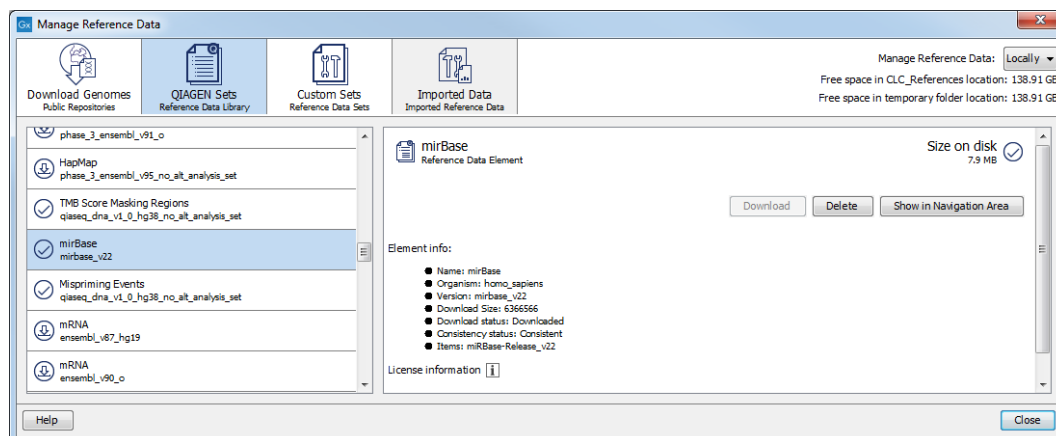 Gx Manage Reference Data
Download Genomes
Public Repositories
QIAGEN Sets
Reference Data Library
Custom Sets
Reference Data Sets
Imported Data
Imported Reference Data
Manage Reference Data: Locally
Free space in CLC_References location: 138.91 GB
Free space in temporary folder location: 138.91 GB
phase_3_ensembl_v91_o
HapMap
phase_3_ensembl_v95_no_alt_analysis_set
TMB Score Masking Regions
qiaseq_dna_v1_0_hg38_no_alt_analysis_set
mirBase
mirbase_v22
Mispriming Events
qiaseq_dna_v1_0_hg38_no_alt_analysis_set
mRNA
ensembl_v87_hg19
mRNA
ensembl_v90_o
mirBase
Reference Data Element
Size on disk
7.9 MB
Download
Delete
Show in Navigation Area
Element info:
Name: mirBase
Organism: homo_sapiens
Version: mirbase_v22
Download Size: 6366566
Download status: Downloaded
Consistency status: Consistent
Items: miRBase-Release_v22
License information
Help
Close